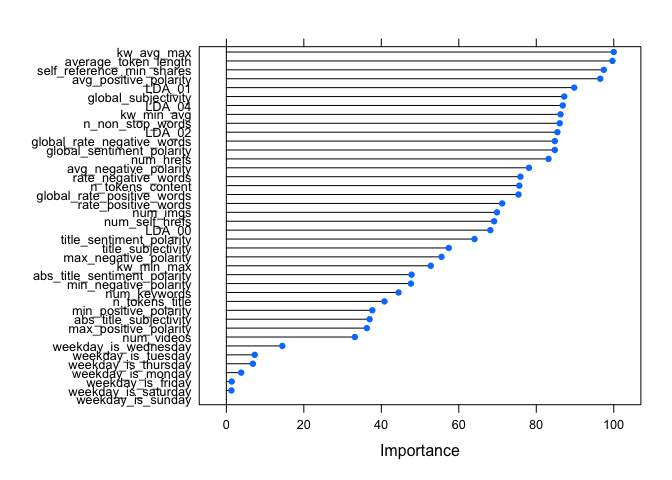 kw_avg_max
average_token_length
self_reference_min_shares
avg_positive_polarity
LDA_01
global_subjectivity
LDA_04
kw_min_avg
n_non_stop_words
LDA_02
global_rate_negative_words
global_sentiment_polarity
num_hrefs
avg_negative_polarity
rate_negative_words
n_tokens_content
global_rate_positive_words
rate_positive_words
num_imgs
num_self_hrefs
LDA_00
title_sentiment_polarity
title_subjectivity
max_negative_polarity
kw_min_max
abs_title_sentiment_polarity
min_negative_polarity
num_keywords
n_tokens_title
min_positive_polarity
abs_title_subjectivity
max_positive_polarity
num_videos
weekday_is_wednesday
weekday_is_tuesday
weekday_is_thursday
weekday_is_monday
weekday_is_friday
weekday_is_saturday
weekday_is_sunday
0 20 40 60 80 100
Importance